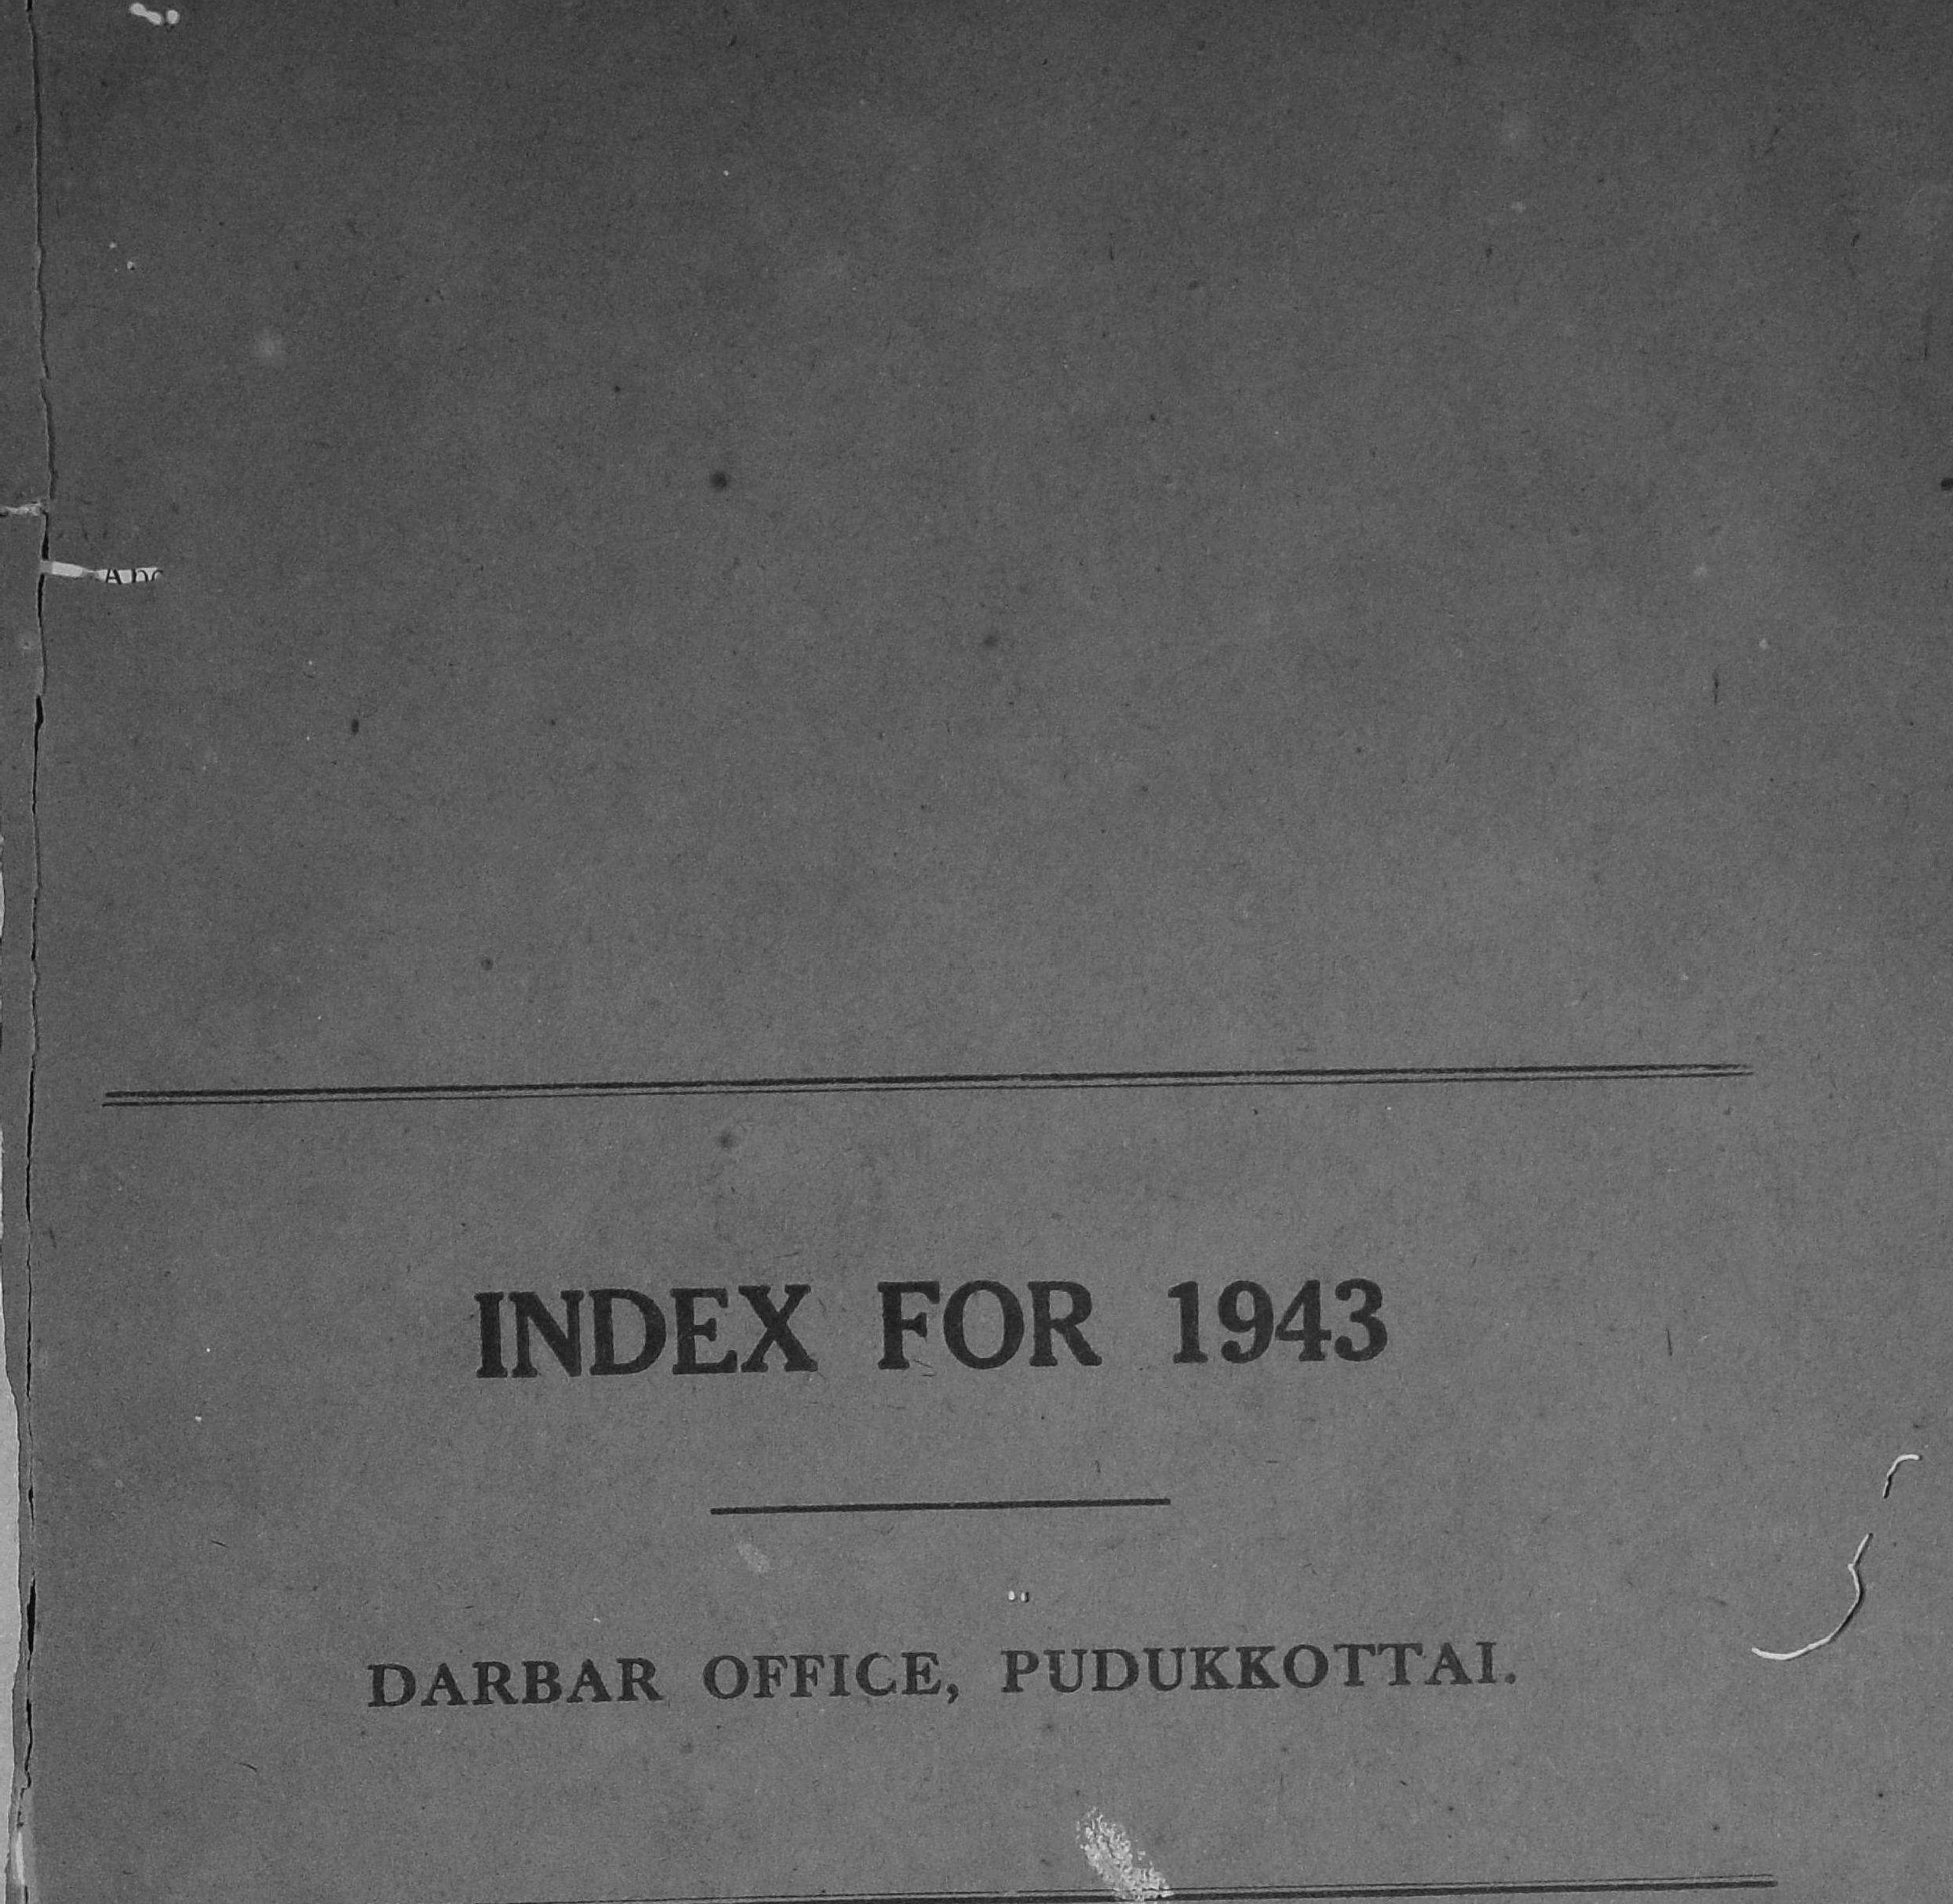 INDEX FOR 1943
DARBAR OFFICE, PUDUKKOTTAI.